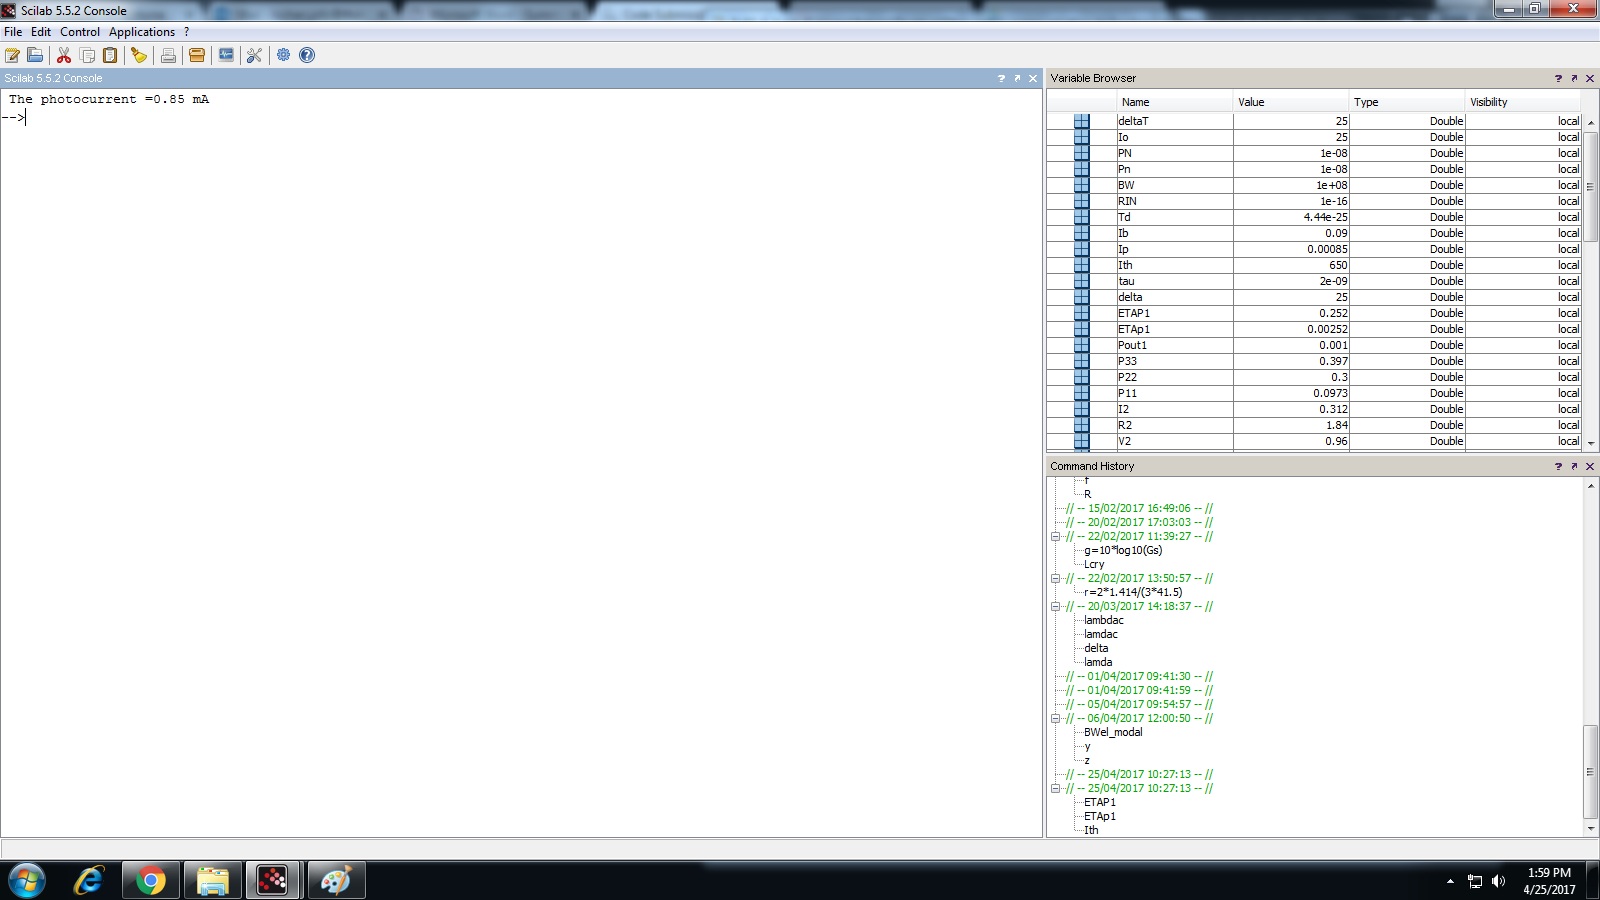 Scilab 5.5.2 Console
File Edit Control Applications ?
Scilab 5.5.2 Console
The photocurrent =0.85 mA
-->
Variable Browser
Name Value Type Visibility
deltaT 25 Double local
Io 25 Double local
PN 1e-08 Double local
Pn 1e-08 Double local
BW 1e+08 Double local
RIN 1e-16 Double local
Td 4.44e-25 Double local
Ib 0.09 Double local
Ip 0.00085 Double local
Ith 650 Double local
tau 2e-09 Double local
delta 25 Double local
ETAP1 0.252 Double local
ETAp1 0.00252 Double local
Pout1 0.001 Double local
P33 0.397 Double local
P22 0.3 Double local
P11 0.0973 Double local
I2 0.312 Double local
R2 1.84 Double local
V2 0.96 Double local
Command History
f
R
// -- 15/02/2017 16:49:06 -- //
// -- 20/02/2017 17:03:03 -- //
// -- 22/02/2017 11:39:27 -- //
g=10*log10(Gs)
Lcry
// -- 22/02/2017 13:50:57 -- //
r=2*1.414/(3*41.5)
// -- 20/03/2017 14:18:37 -- //
lambdac
lamdac
delta
lamda
// -- 01/04/2017 09:41:30 -- //
// -- 01/04/2017 09:41:59 -- //
// -- 05/04/2017 09:54:57 -- //
// -- 06/04/2017 12:00:50 -- //
BWel_modal
y
z
// -- 25/04/2017 10:27:13 -- //
// -- 25/04/2017 10:27:13 -- //
ETAP1
ETAp1
Ith
1:59 PM
4/25/2017